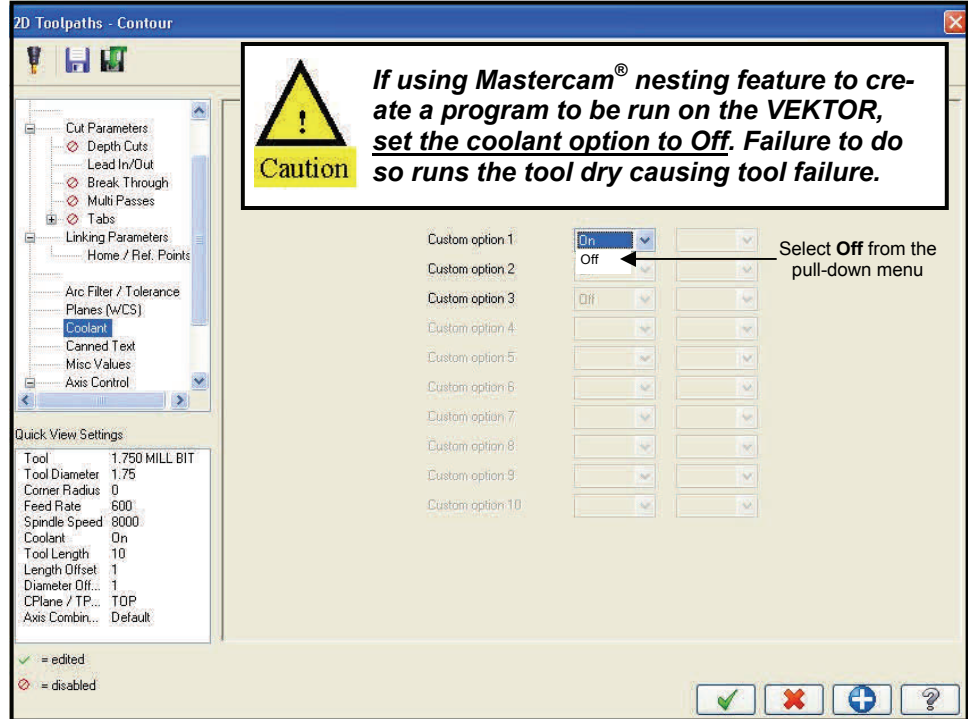 2D Toolpaths - Contour
If using Mastercam® nesting feature to cre-
ate a program to be run on the VEKTOR,
set the coolant option to Off. Failure to do
so runs the tool dry causing tool failure.
!
Caution
Cut Parameters
Depth Cuts
Lead In/Out
Break Through
Multi Passes
Tabs
Linking Parameters
Home / Ref. Points
Arc Filter / Tolerance
Planes (WCS)
Coolant
Canned Text
Misc Values
Axis Control
Custom option 1 On
Off
Select Off from the
pull-down menu
Custom option 2
Custom option 3 Off
Custom option 4
Custom option 5
Custom option 6
Custom option 7
Custom option 8
Custom option 9
Custom option 10
Quick View Settings
Tool 1.750 MILL BIT
Tool Diameter 1.75
Corner Radius 0
Feed Rate 600
Spindle Speed 8000
Coolant On
Tool Length 10
Length Offset 1
Diameter Off... 1
CPlane / TP... TOP
Axis Combin... Default
= edited
= disabled
?